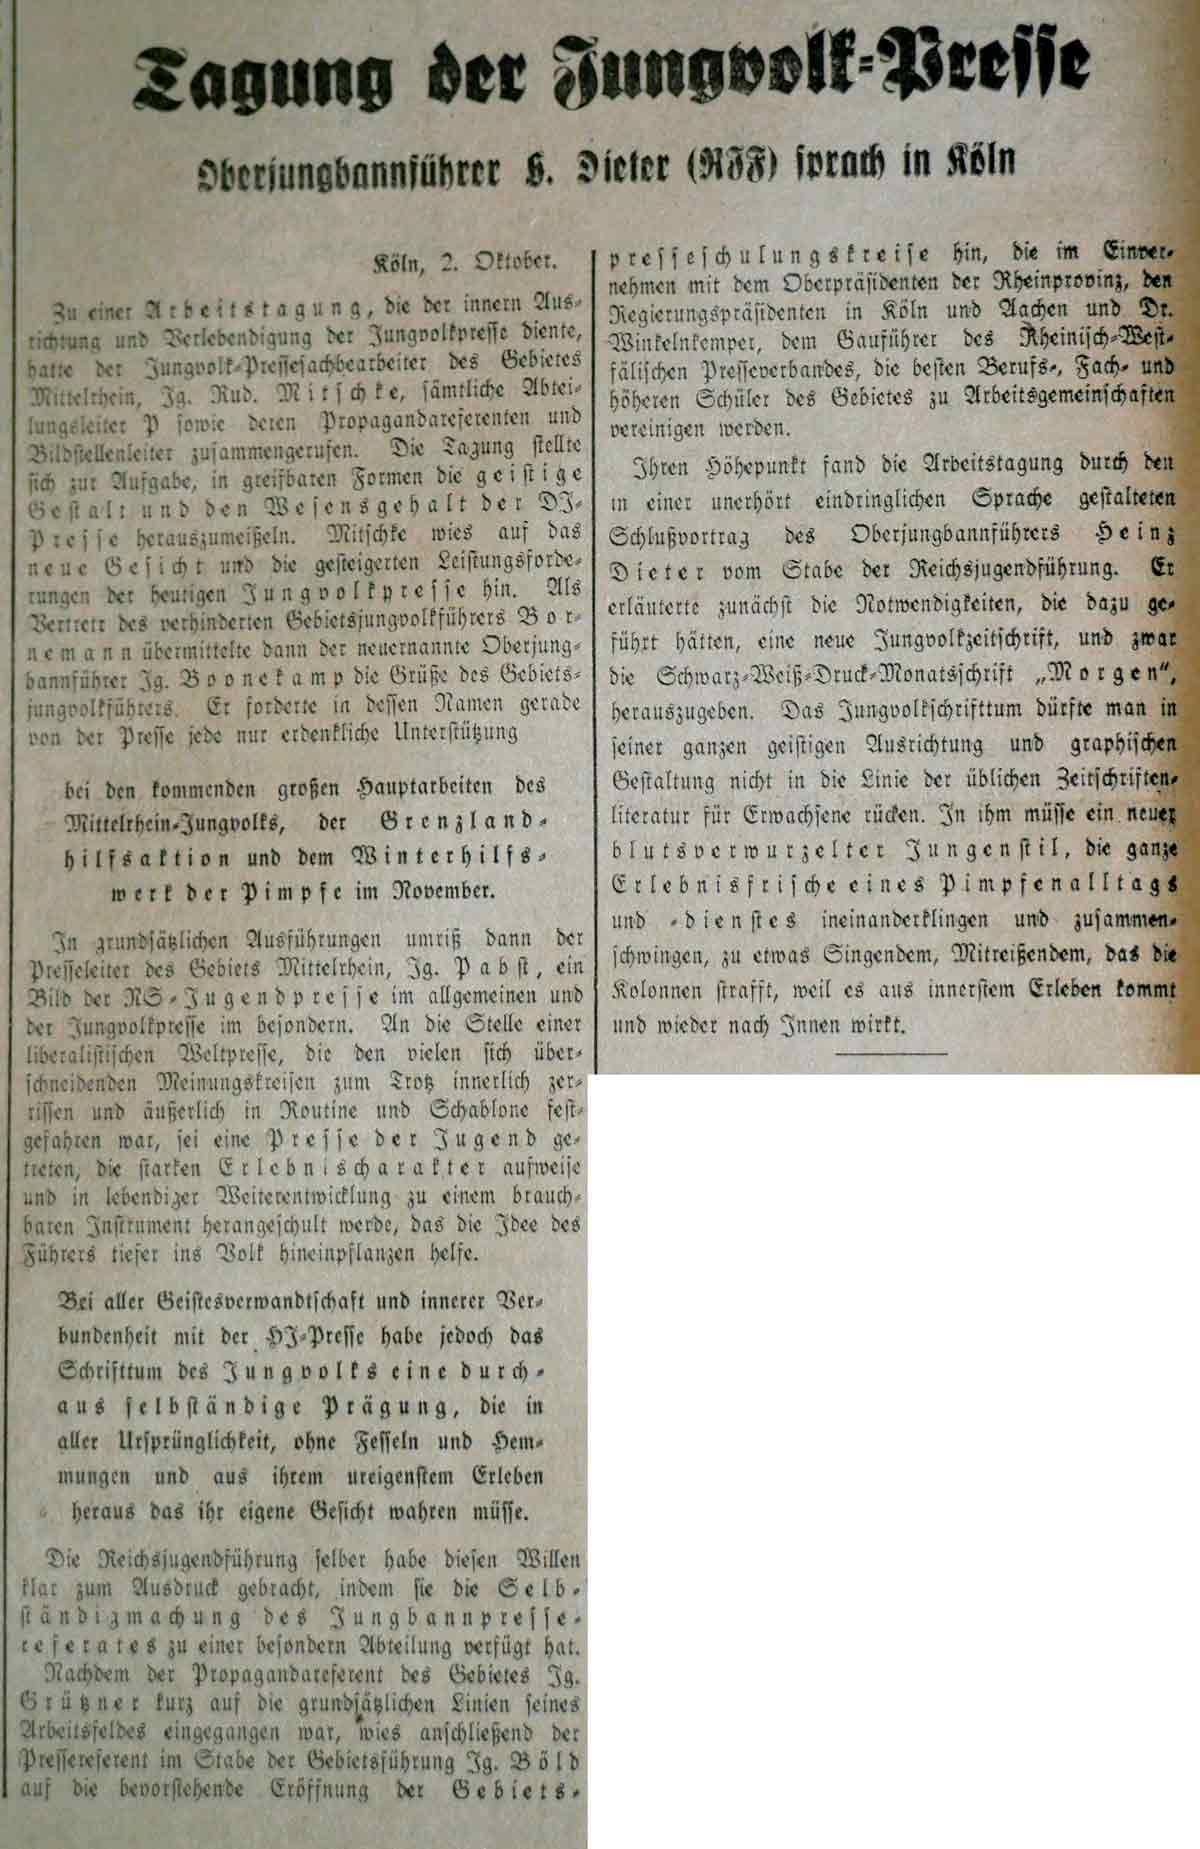 Tagung der Jungvolk-Presse
Oberjungbannführer H. Dieter (RJF) sprach in Köln
Köln, 2. Oktober.
Zu einer Arbeitstagung, die der innern Aus-
richtung und Verlebendigung der Jungvolkpresse diente,
hatte der Jungvolk-Pressesachbearbeiter des Gebietes
Mittelrhein, Jg. Rud. Mitschke, sämtliche Abtei-
lungsleiter P sowie deren Propagandareferenten und
Bildstellenleiter zusammengerufen. Die Tagung stellte
sich zur Aufgabe, in greifbaren Formen die geistige
Gestalt und den Wesensgehalt der DJ-
Presse herauszumeißeln. Mitschke wies auf das
neue Gesicht und die gesteigerten Leistungsforde-
rungen der heutigen Jungvolkpresse hin. Als
Vertretr des verhinderten Gebietsjungvolkführers Bor-
nemann übermittelte dann der neuernannte Oberjung-
bannführer Jg. Boonekamp die Grüße des Gebiets-
jungvolkführers. Er forderte in dessen Namen gerade
von der Presse jede nur erdenkliche Unterstützung
bei den kommenden großen Hauptarbeiten des
Mittelrhein-Jungvolks, der Grenzland-
hilfsaktion und dem Winterhilfs-
werk der Pimpfe im November.
In grundsätzlichen Ausführungen umriß dann der
Presseleiter des Gebiets Mittelrhein, Jg. Pabst, ein
Bild der NS-Jugendpresse im allgemeinen und
der Jungvolkpresse im besondern. An die Stelle einer
liberalistischen Weltpresse, die den vielen sich über-
schneidenden Meinungskreisen zum Trotz innerlich zer-
rissen und äußerlich in Routine und Schablone fest-
gefahren war, sei eine Presse der Jugend ge-
treten, die starken Erlebnischarakter aufweise
und in lebendiger Weiterentwicklung zu einem brauch-
baren Instrument herangeschult werde, das die Idee des
Führers tiefer ins Volk hineinpflanzen helfe.
Bei aller Geistesverwandtschaft und innerer Ver-
bundenheit mit der HJ-Presse habe jedoch das
Schrifttum des Jungvolks eine durch-
aus selbständige Prägung, die in
aller Ursprünglichkeit, ohne Fesseln und Hem-
mungen und aus ihrem ureigenstem Erleben
heraus das ihr eigene Gesicht wahren müsse.
Die Reichsjugendführung selber habe diesen Willen
klar zum Ausdruck gebracht, indem sie die Selb-
ständigmachung des Jungbannpresse-
referates zu einer besondern Abteilung verfügt hat.
Nachdem der Propagandareferent des Gebietes Jg.
Grützner kurz auf die grundsätzlichen Linien seines
Arbeitsfeldes eingegangen war, wies anschließend der
Pressereferent im Stabe der Gebietsführung Jg. Böld
auf die bevorstehende Eröffnung der Gebiets-
presseschulungskreise hin, die im Einver-
nehmen mit dem Oberpräsidenten der Rheinprovinz, den
Regierungspräsidenten in Köln und Aachen und Dr.
Winkelnkemper, dem Gauführer des Rheinisch-West-
fälischen Presseverbandes, die besten Berufs-, Fach- und
höheren Schüler des Gebietes zu Arbeitsgemeinschaften
vereinigen werden.
Ihren Höhepunkt fand die Arbeitstagung durch den
in einer unerhört eindringlichen Sprache gestalteten
Schlußvortrag des Oberjungbannführers Heinz
Dieter vom Stabe der Reichsjugendführung. Er
erläuterte zunächst die Notwendigkeiten, die dazu ge-
führt hätten, eine neue Jungvolkzeitschrift, und zwar
die Schwarz-Weiß-Druck-Monatsschrift „Morgen“,
herauszugeben. Das Jungvolkschrifttum dürfte man in
seiner ganzen geistigen Ausrichtung und graphischen
Gestaltung nicht in die Linie der üblichen Zeitschriften-
literatur für Erwachsene rücken. In ihm müsse ein neuer
blutsverwurzelter Jungenstil, die ganze
Erlebnisfrische eines Pimpfenalltags
und -dienstes ineinanderklingen und zusammen-
schwingen, zu etwas Singendem, Mitreißendem, das die
Kolonnen strafft, weil es aus innerstem Erleben kommt
und wieder nach Innen wirkt.